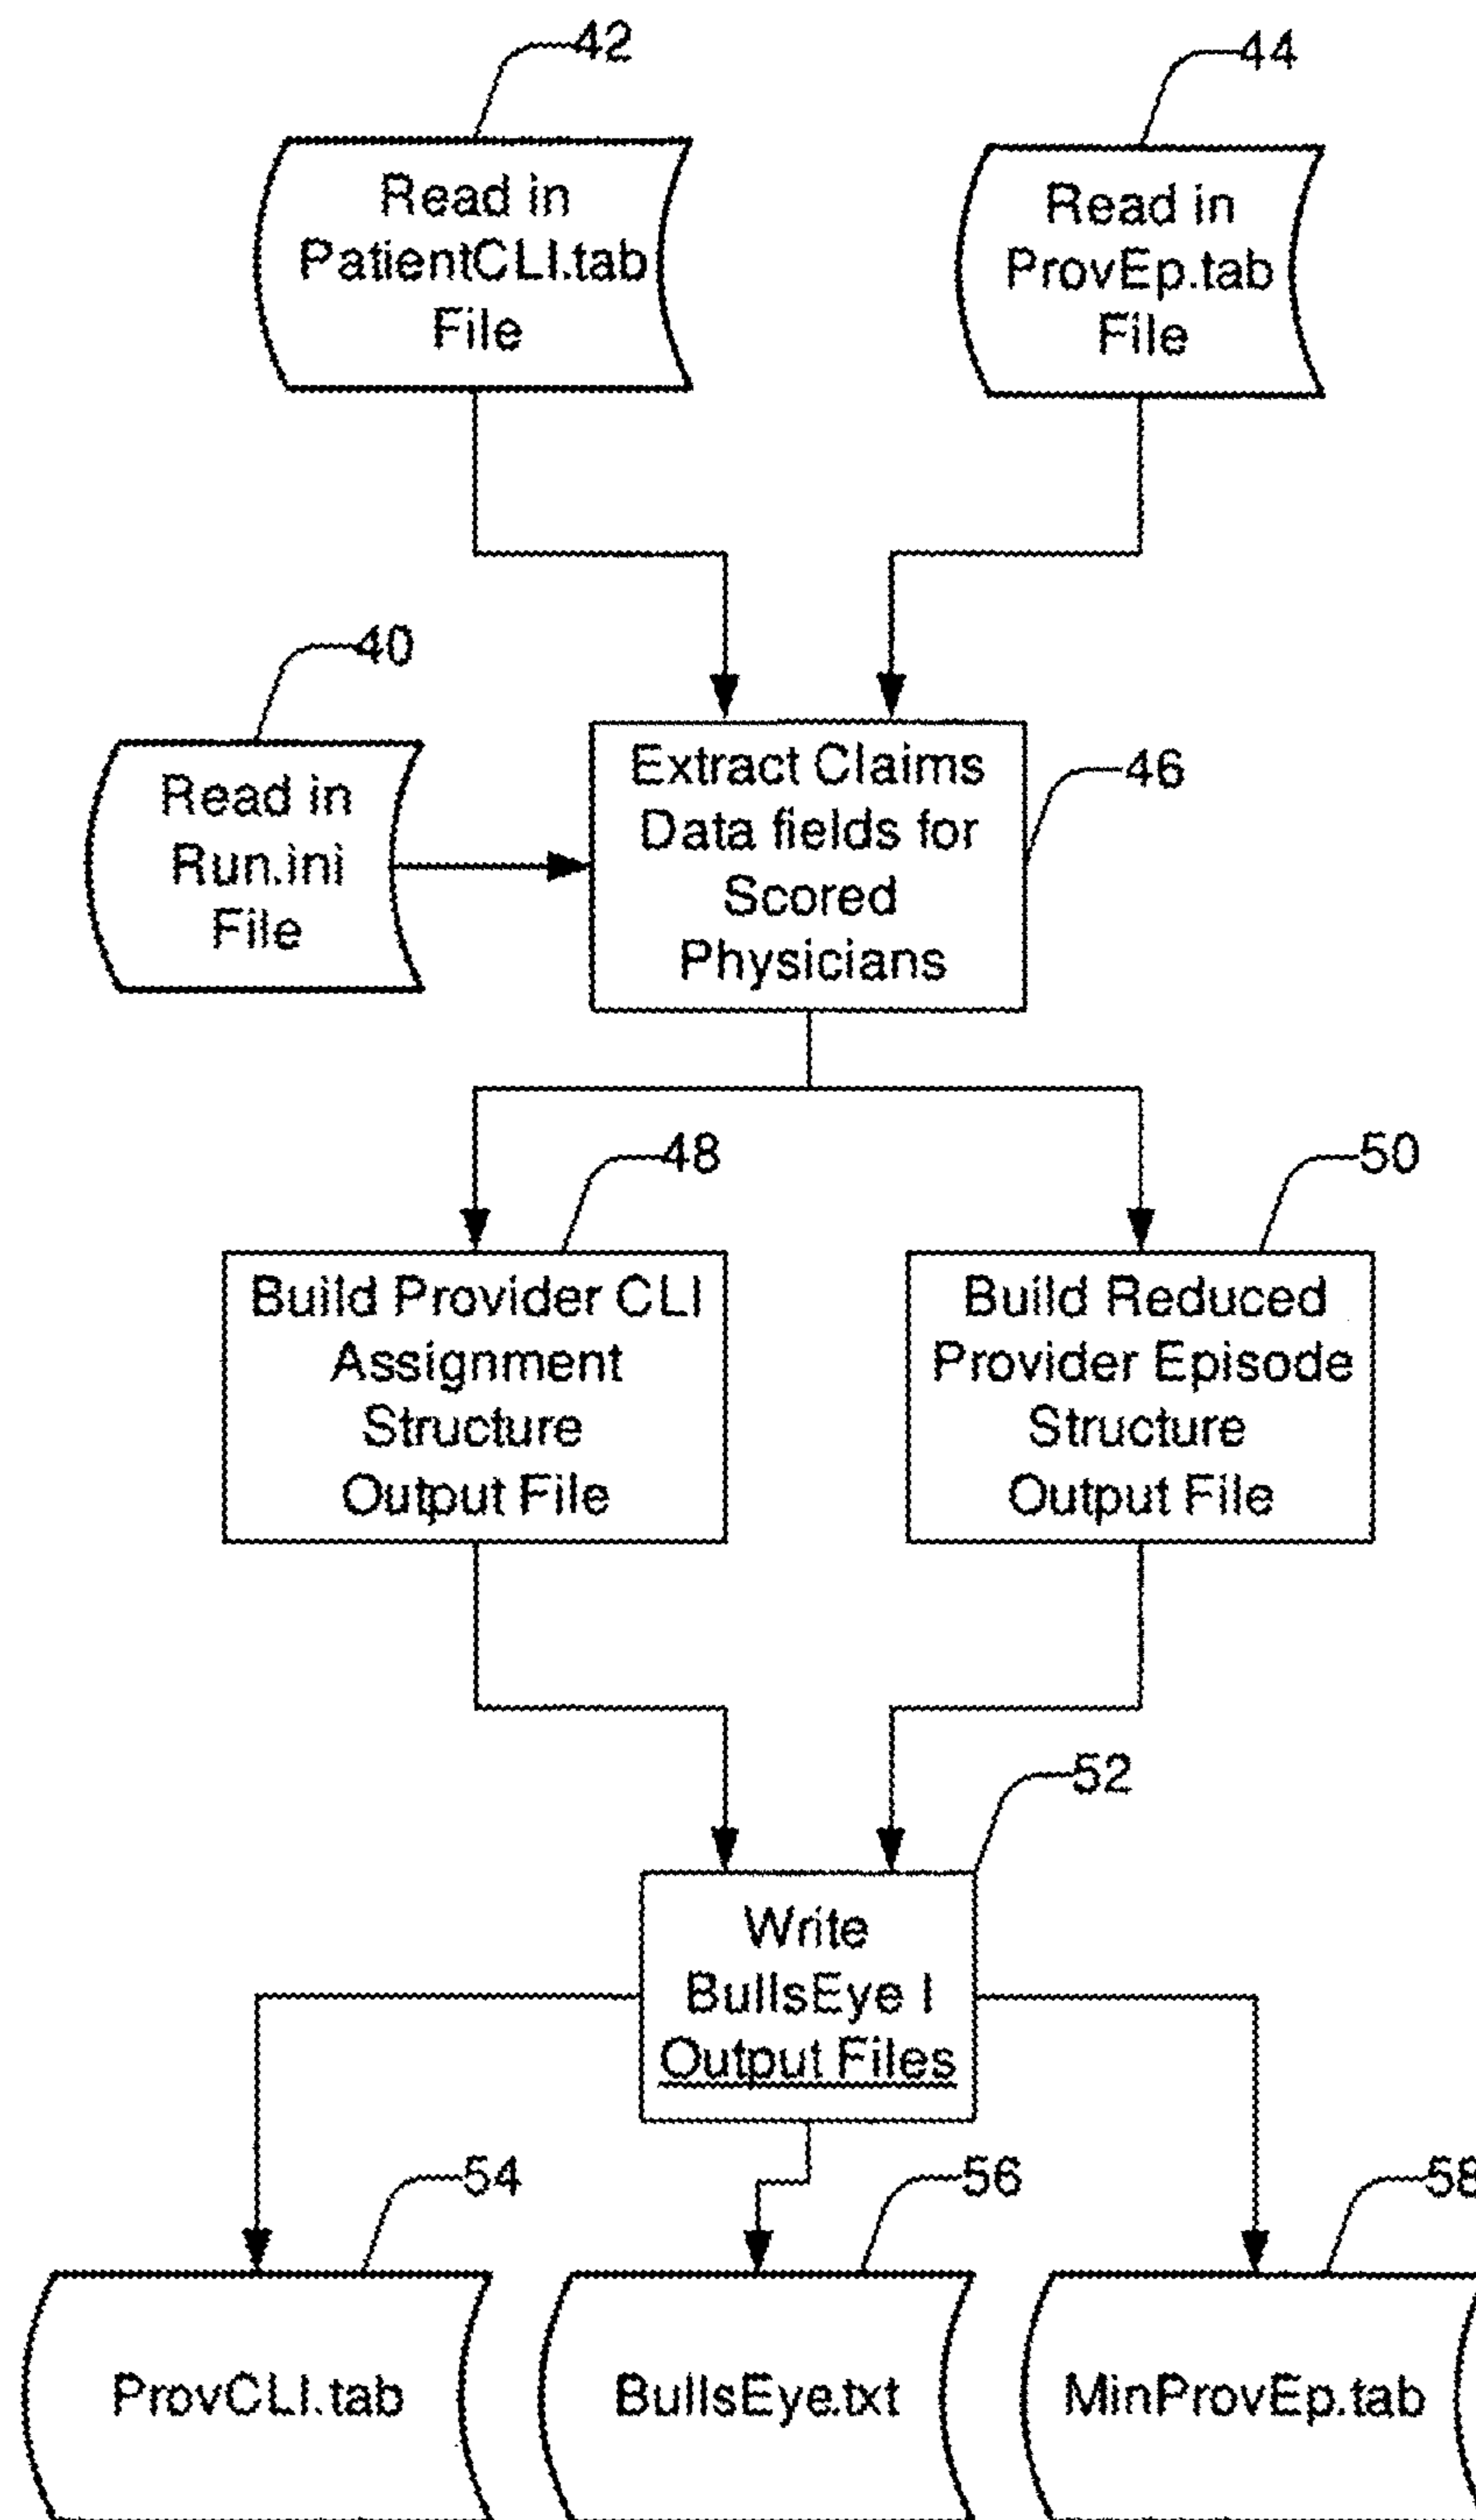 42
44
Read in
PatientCLI.tab
File
Read in
ProvEp.tab
File
40
Read in
Run.ini
File
Extract Claims
Data fields for
Scored
Physicians
46
48
50
Build Provider CLI
Assignment
Structure
Output File
Build Reduced
Provider Episode
Structure
Output File
52
Write
BullsEye I
Output Files
54
56
58
ProvCLI.tab
BullsEye.txt
MinProvEp.tab